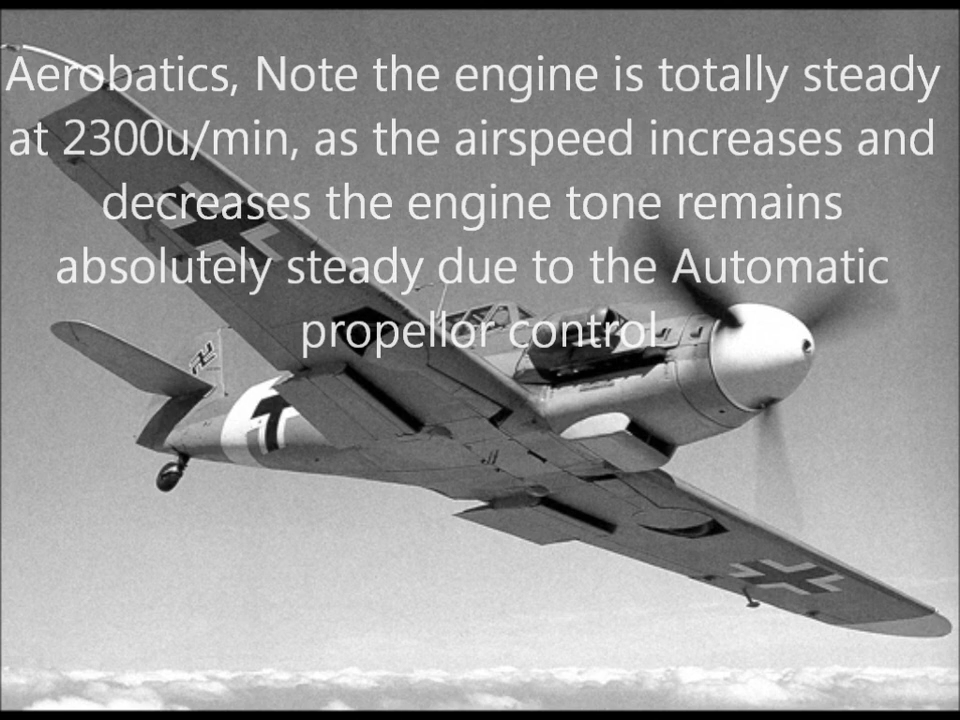 Aerobatics, Note the engine is totally steady
at 2300u/min, as the airspeed increases and
decreases the engine tone remains
absolutely steady due to the Automatic
propellor control